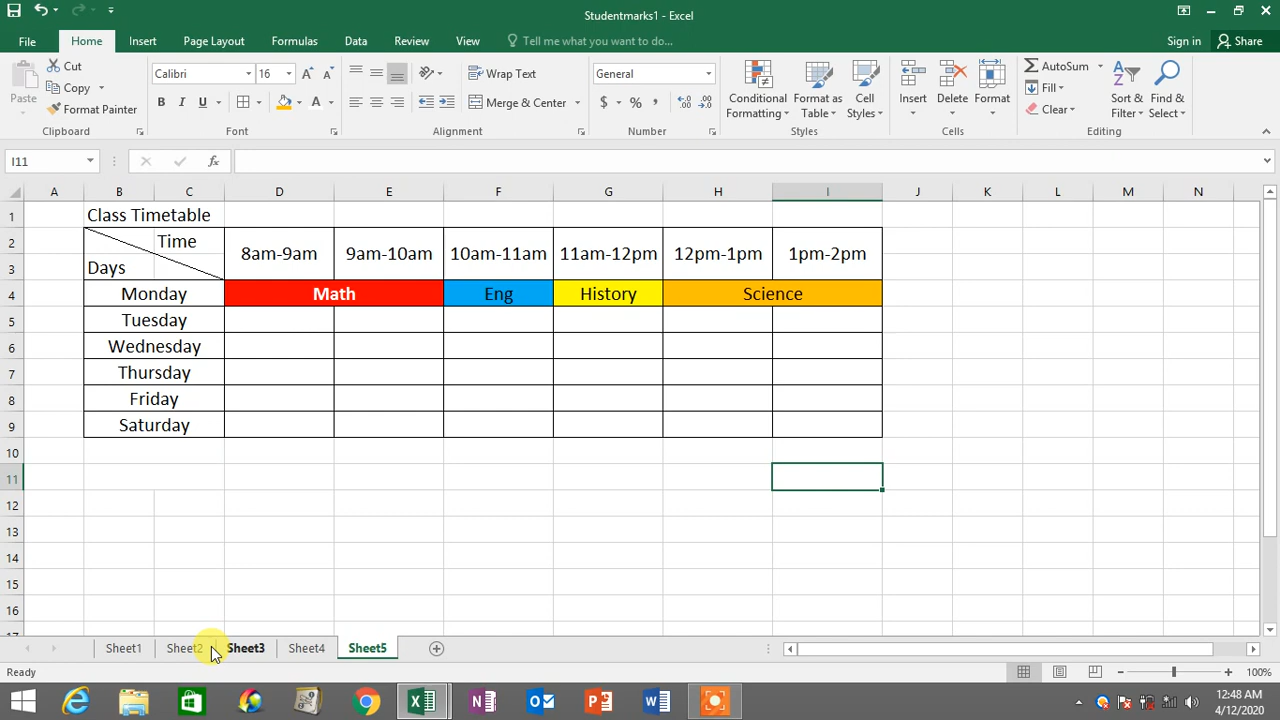 Studentmarks1 - Excel
File Home Insert Page Layout Formulas Data Review View Tell me what you want to do... Sign in Share
Paste
Cut
Copy
Format Painter
Clipboard
Calibri 16
B I U
Font
Wrap Text
Merge & Center
Alignment
General
$ % ,
Number
Conditional Formatting
Format as Table
Cell Styles
Styles
Insert Delete Format
Cells
AutoSum
Fill
Clear
Sort & Filter
Find & Select
Editing
I11 fx
A B C D E F G H I J K L M N
1 Class Timetable
2 Time 8am-9am 9am-10am 10am-11am 11am-12pm 12pm-1pm 1pm-2pm
3 Days
4 Monday Math Eng History Science
5 Tuesday
6 Wednesday
7 Thursday
8 Friday
9 Saturday
10
11
12
13
14
15
16
17
Sheet1 Sheet2 Sheet3 Sheet4 Sheet5
Ready 100%
12:48 AM
4/12/2020